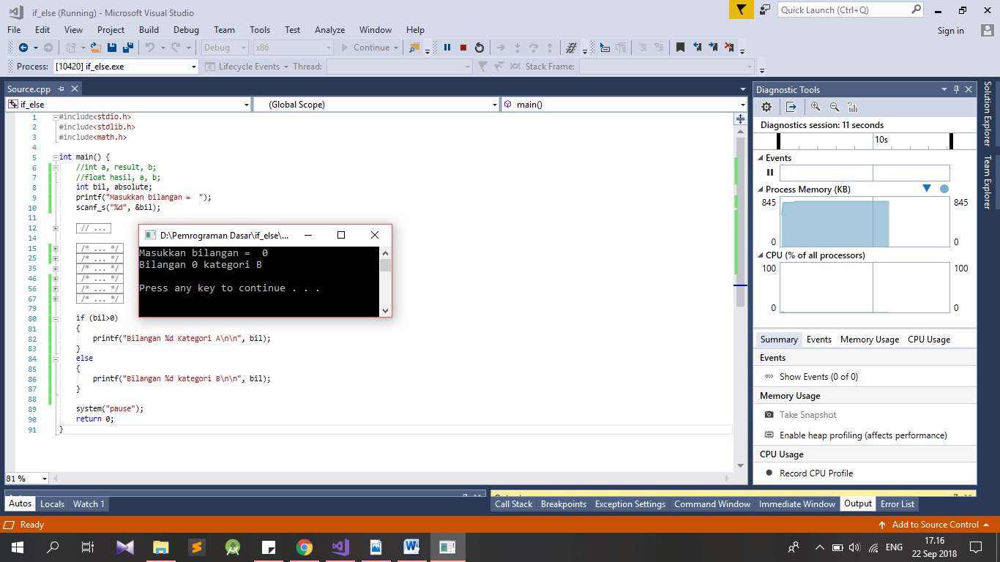 if_else (Running) - Microsoft Visual Studio
Quick Launch (Ctrl+Q)
File Edit View Project Build Debug Team Tools Test Analyze Window Help
Sign in
Debug x86 Continue
Process: [10420] if_else.exe Lifecycle Events Thread: Stack Frame:
Source.cpp
if_else (Global Scope) main()
1 #include<stdio.h>
2 #include<stdlib.h>
3 #include<math.h>
4
5 int main() {
6 //int a, result, b;
7 //float hasil, a, b;
8 int bil, absolute;
9 printf("Masukkan bilangan =  ");
10 scanf_s("%d", &bil);
11
12 // ...
14
15 /* ... */
25 /* ... */
35 /* ... */
46 /* ... */
56 /* ... */
67 /* ... */
79
80 if (bil>0)
81 {
82 printf("Bilangan %d Kategori A\n\n", bil);
83 }
84 else
85 {
86 printf("Bilangan %d kategori B\n\n", bil);
87 }
88
89 system("pause");
90 return 0;
91 }
81 %
D:\Pemrograman Dasar\if_else\...
Masukkan bilangan =  0
Bilangan 0 kategori B
Press any key to continue . . .
Diagnostic Tools
Diagnostics session: 11 seconds
10s
Events
Process Memory (KB)
845 845
0 0
CPU (% of all processors)
100 100
0 0
Summary Events Memory Usage CPU Usage
Events
Show Events (0 of 0)
Memory Usage
Take Snapshot
Enable heap profiling (affects performance)
CPU Usage
Record CPU Profile
Solution Explorer
Team Explorer
Autos Locals Watch 1
Call Stack Breakpoints Exception Settings Command Window Immediate Window Output Error List
Ready
Add to Source Control
ENG
17.16
22 Sep 2018